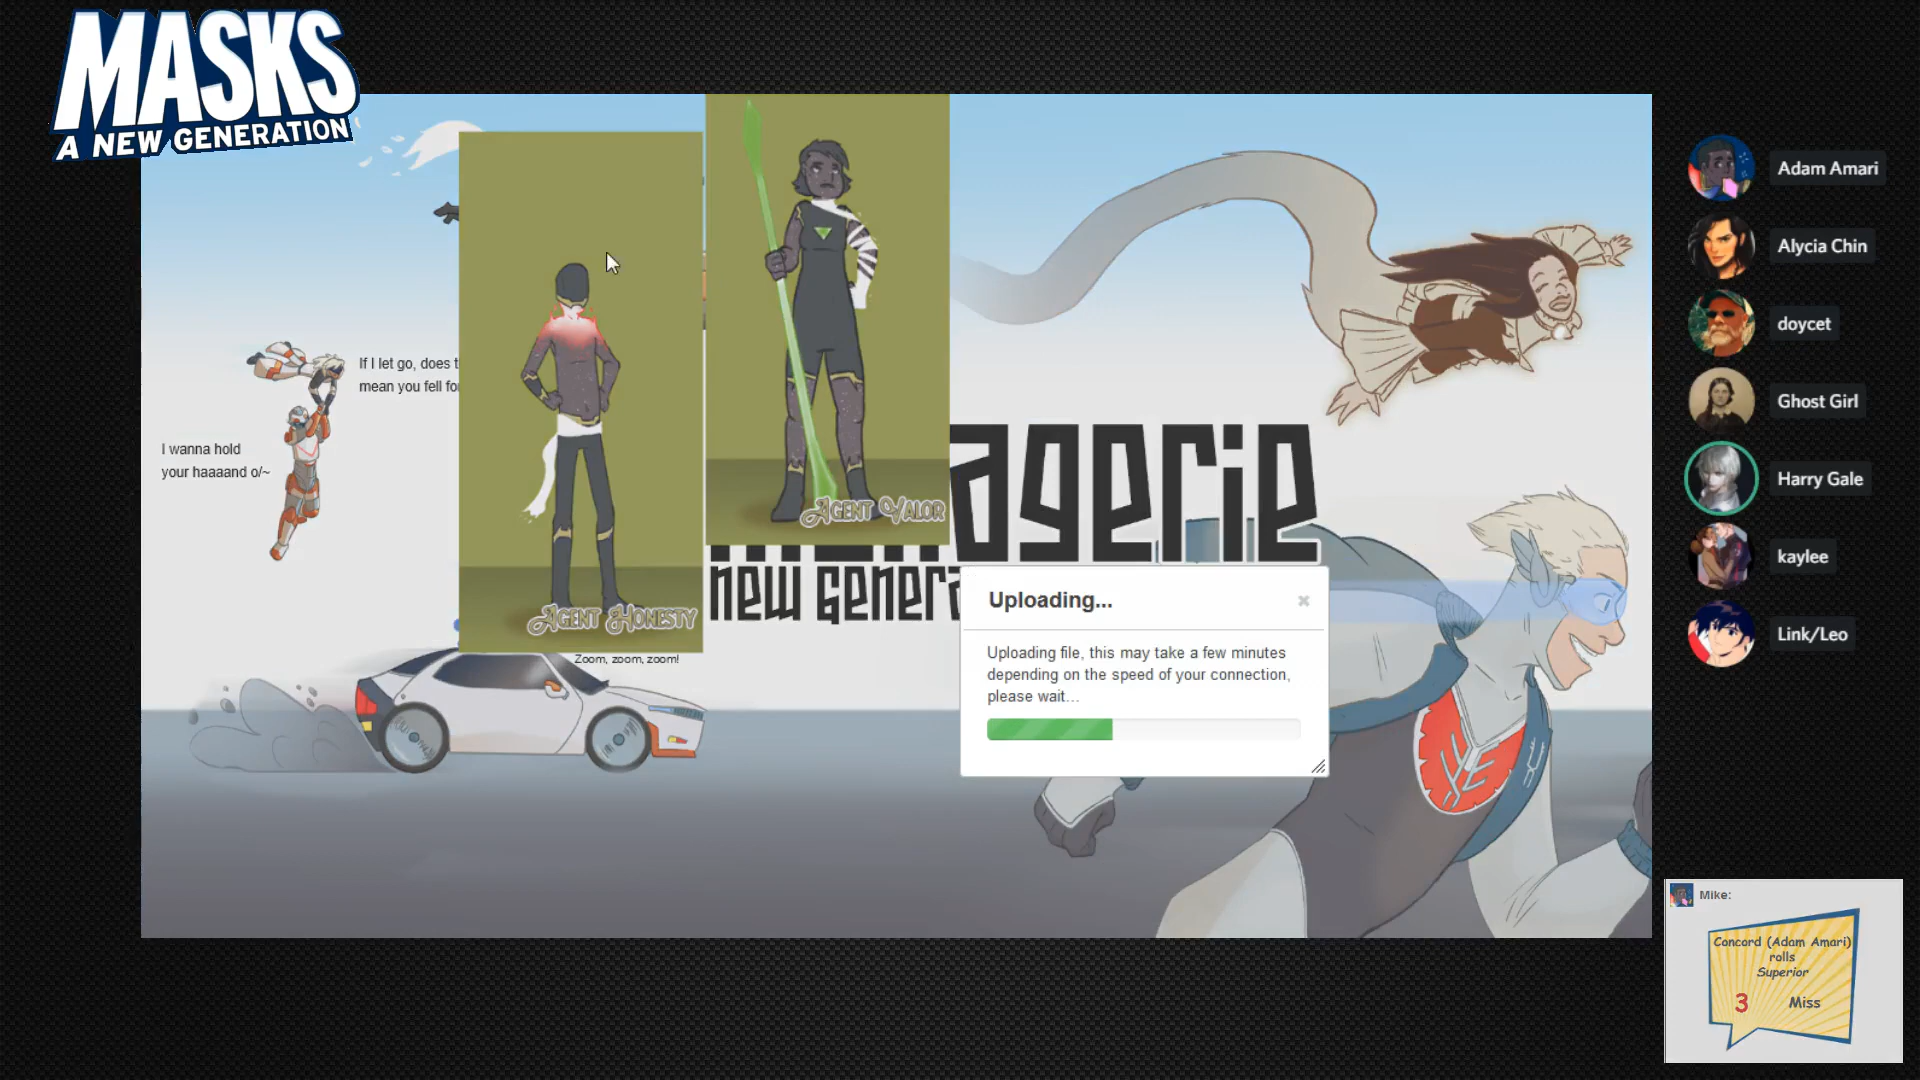 MASKS
A NEW GENERATION
If I let go, does t
mean you fell fo
I wanna hold
your haaaand o/~
AGENT VALOR
AGENT HONESTY
agerie
new genera
Zoom, zoom, zoom!
Uploading...
Uploading file, this may take a few minutes
depending on the speed of your connection,
please wait...
Adam Amari
Alycia Chin
doycet
Ghost Girl
Harry Gale
kaylee
Link/Leo
Mike:
Concord (Adam Amari)
rolls
Superior
3 Miss